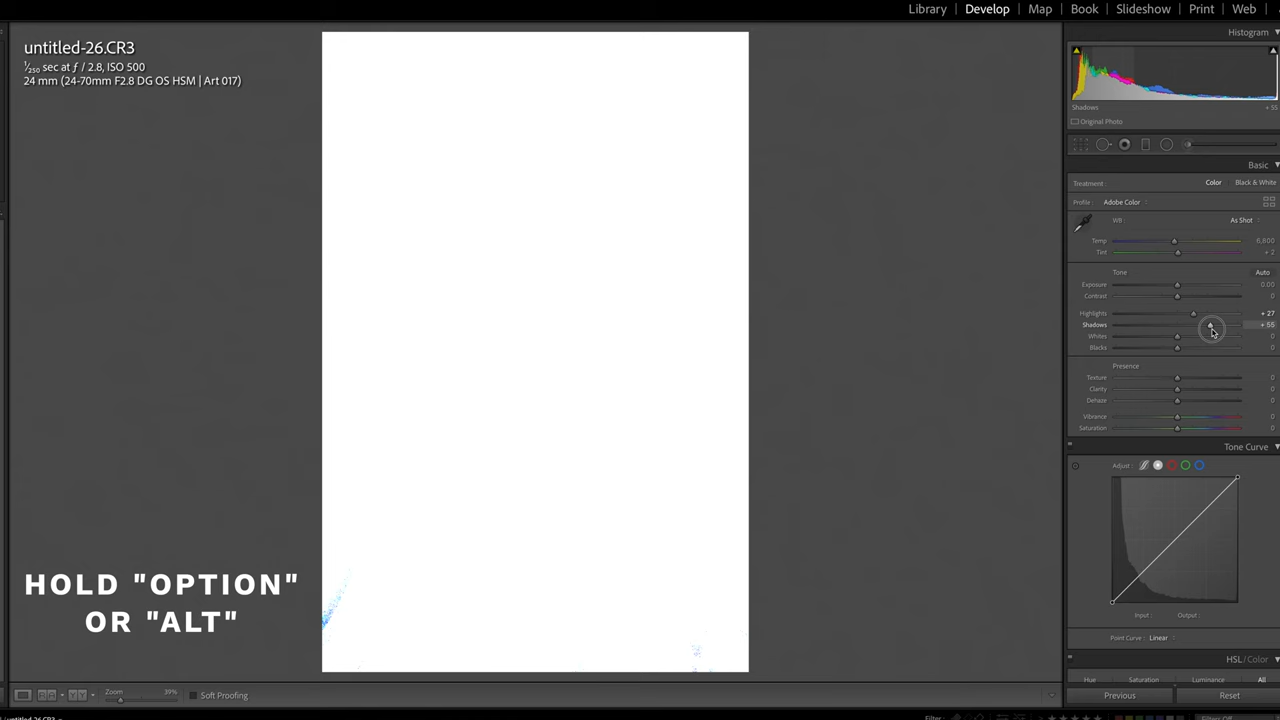 Library | Develop | Map | Book | Slideshow | Print | Web
untitled-26.CR3
1/250 sec at f / 2.8, ISO 500
24 mm (24-70mm F2.8 DG OS HSM | Art 017)
HOLD "OPTION"
OR "ALT"
Zoom 39%
Soft Proofing
Histogram
Shadows + 55
Original Photo
Basic
Treatment: Color Black & White
Profile: Adobe Color
WB: As Shot
Temp 6,800
Tint + 2
Tone Auto
Exposure 0.00
Contrast 0
Highlights + 27
Shadows + 55
Whites 0
Blacks 0
Presence
Texture 0
Clarity 0
Dehaze 0
Vibrance 0
Saturation 0
Tone Curve
Adjust:
Input: Output:
Point Curve: Linear
HSL/Color
Hue Saturation Luminance All
Previous Reset